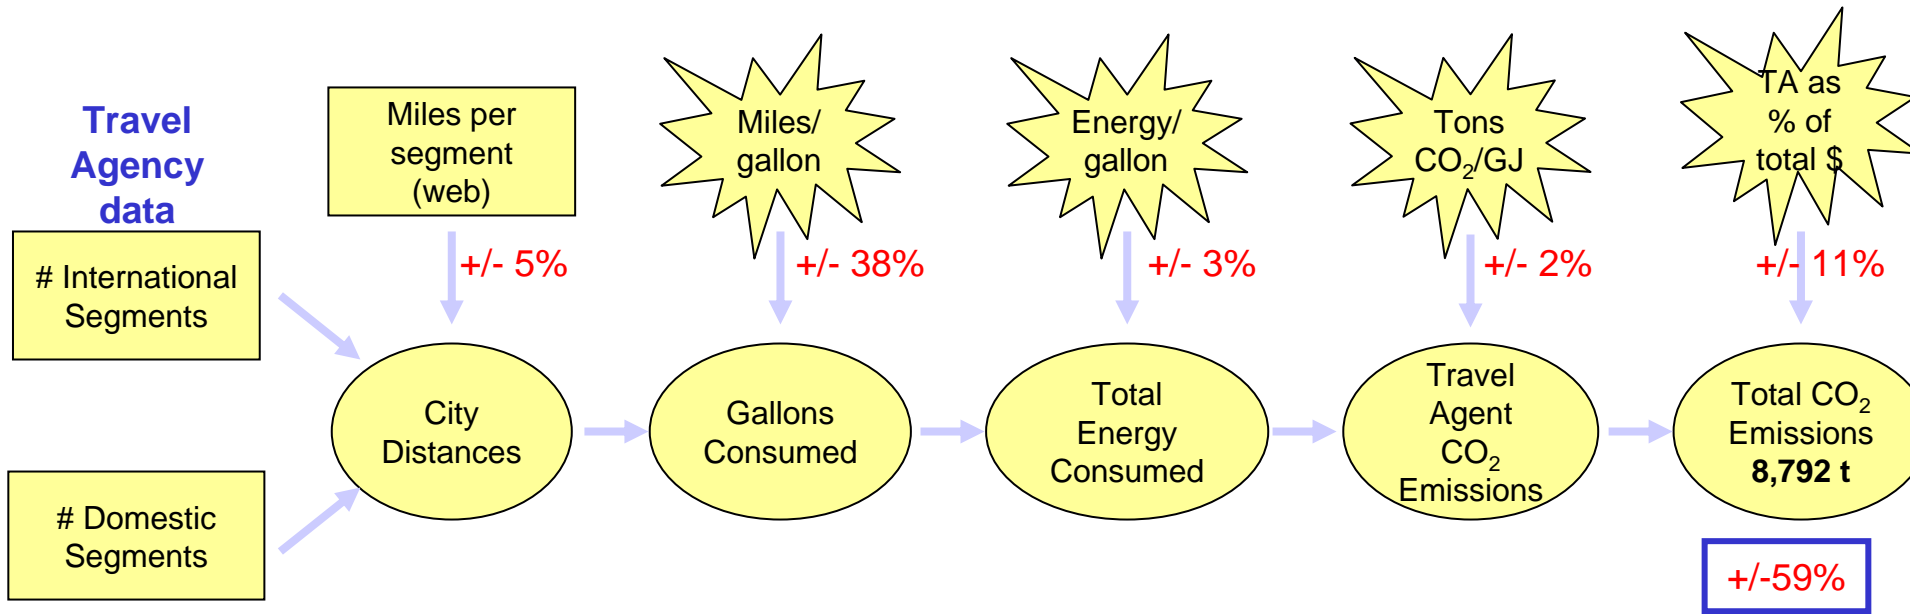 Travel
Agency
data
# International
Segments
# Domestic
Segments
Miles per
segment
(web)
+/- 5%
City
Distances
Miles/
gallon
+/- 38%
Gallons
Consumed
Energy/
gallon
+/- 3%
Total
Energy
Consumed
Tons
CO₂/GJ
+/- 2%
Travel
Agent
CO₂
Emissions
TA as
% of
total $
+/- 11%
Total CO₂
Emissions
8,792 t
+/-59%